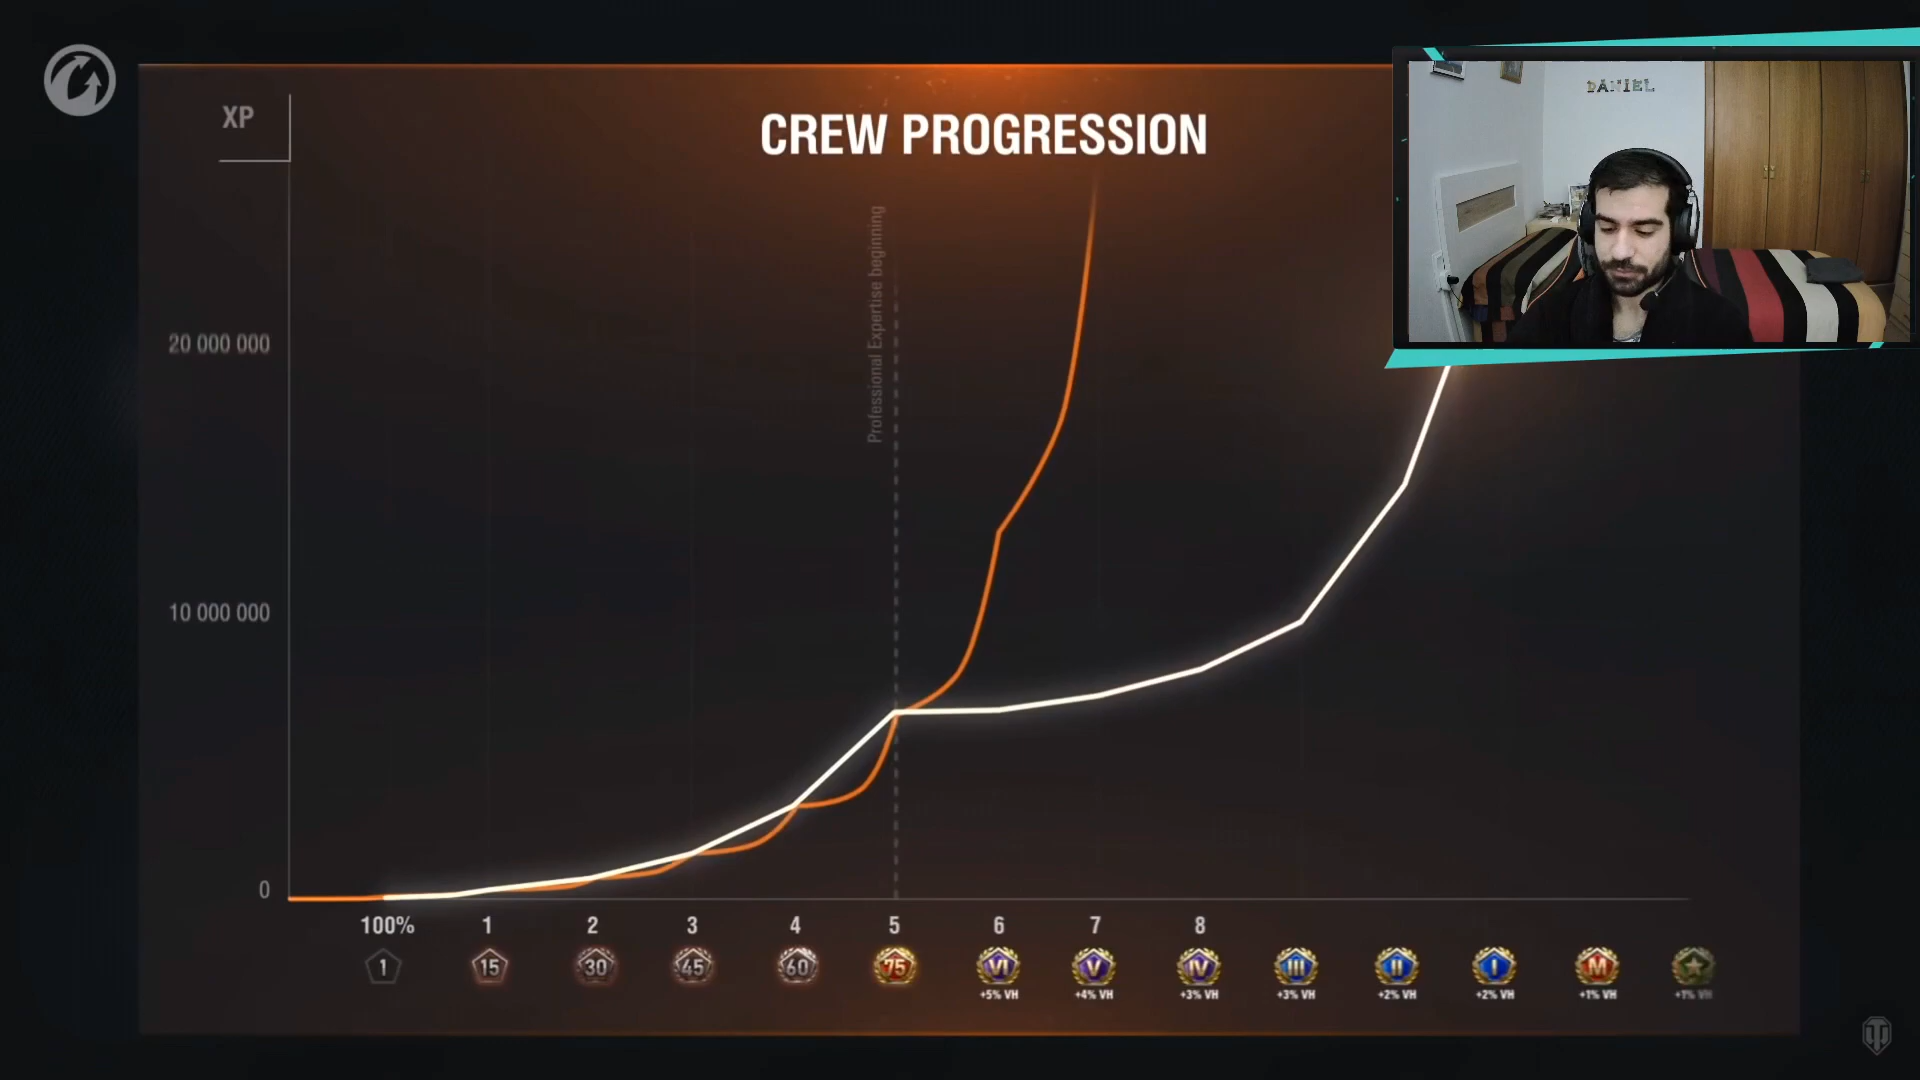 XP
CREW PROGRESSION
DANIEL
Professional Expertise beginning
20 000 000
10 000 000
0
100% 1 2 3 4 5 6 7 8
1 15 30 45 60 75 VI V IV III II I M
+5% VH +4% VH +3% VH +3% VH +2% VH +2% VH +1% VH +1% VH